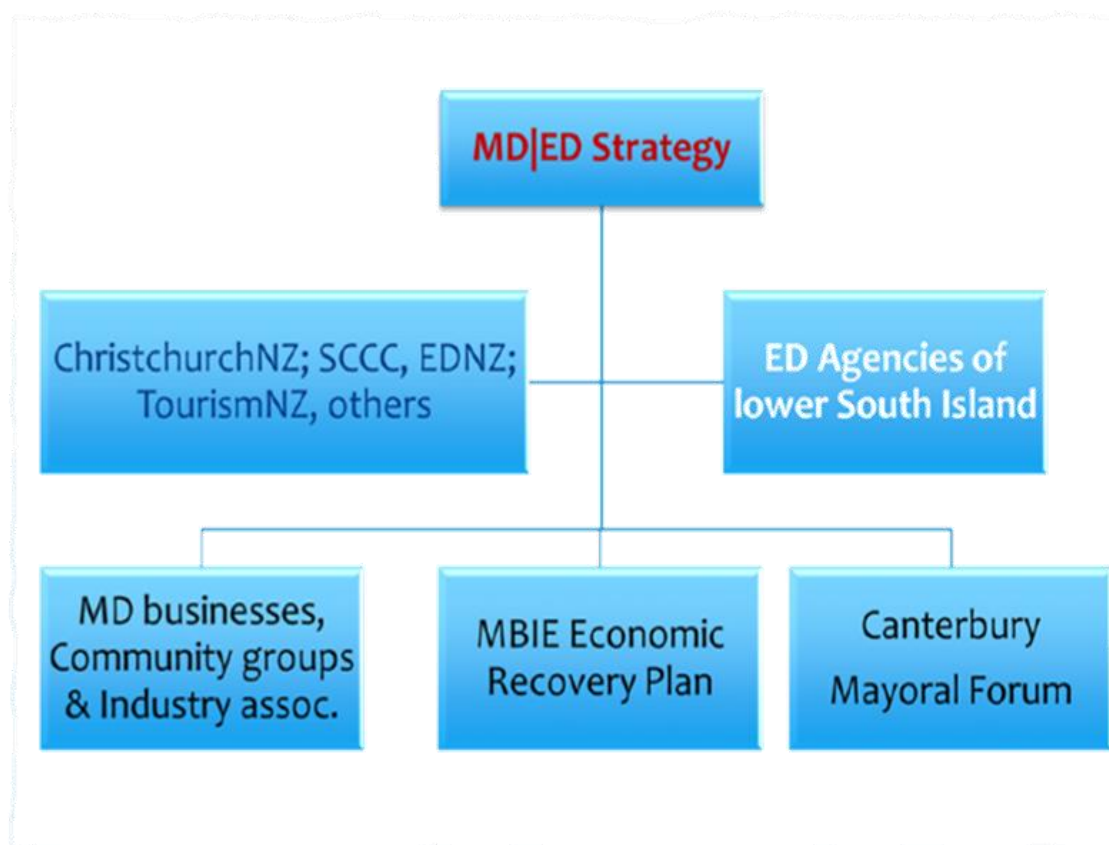 MD|ED Strategy
ChristchurchNZ; SCCC, EDNZ;
TourismNZ, others
ED Agencies of
lower South Island
MD businesses,
Community groups
& Industry assoc.
MBIE Economic
Recovery Plan
Canterbury
Mayoral Forum